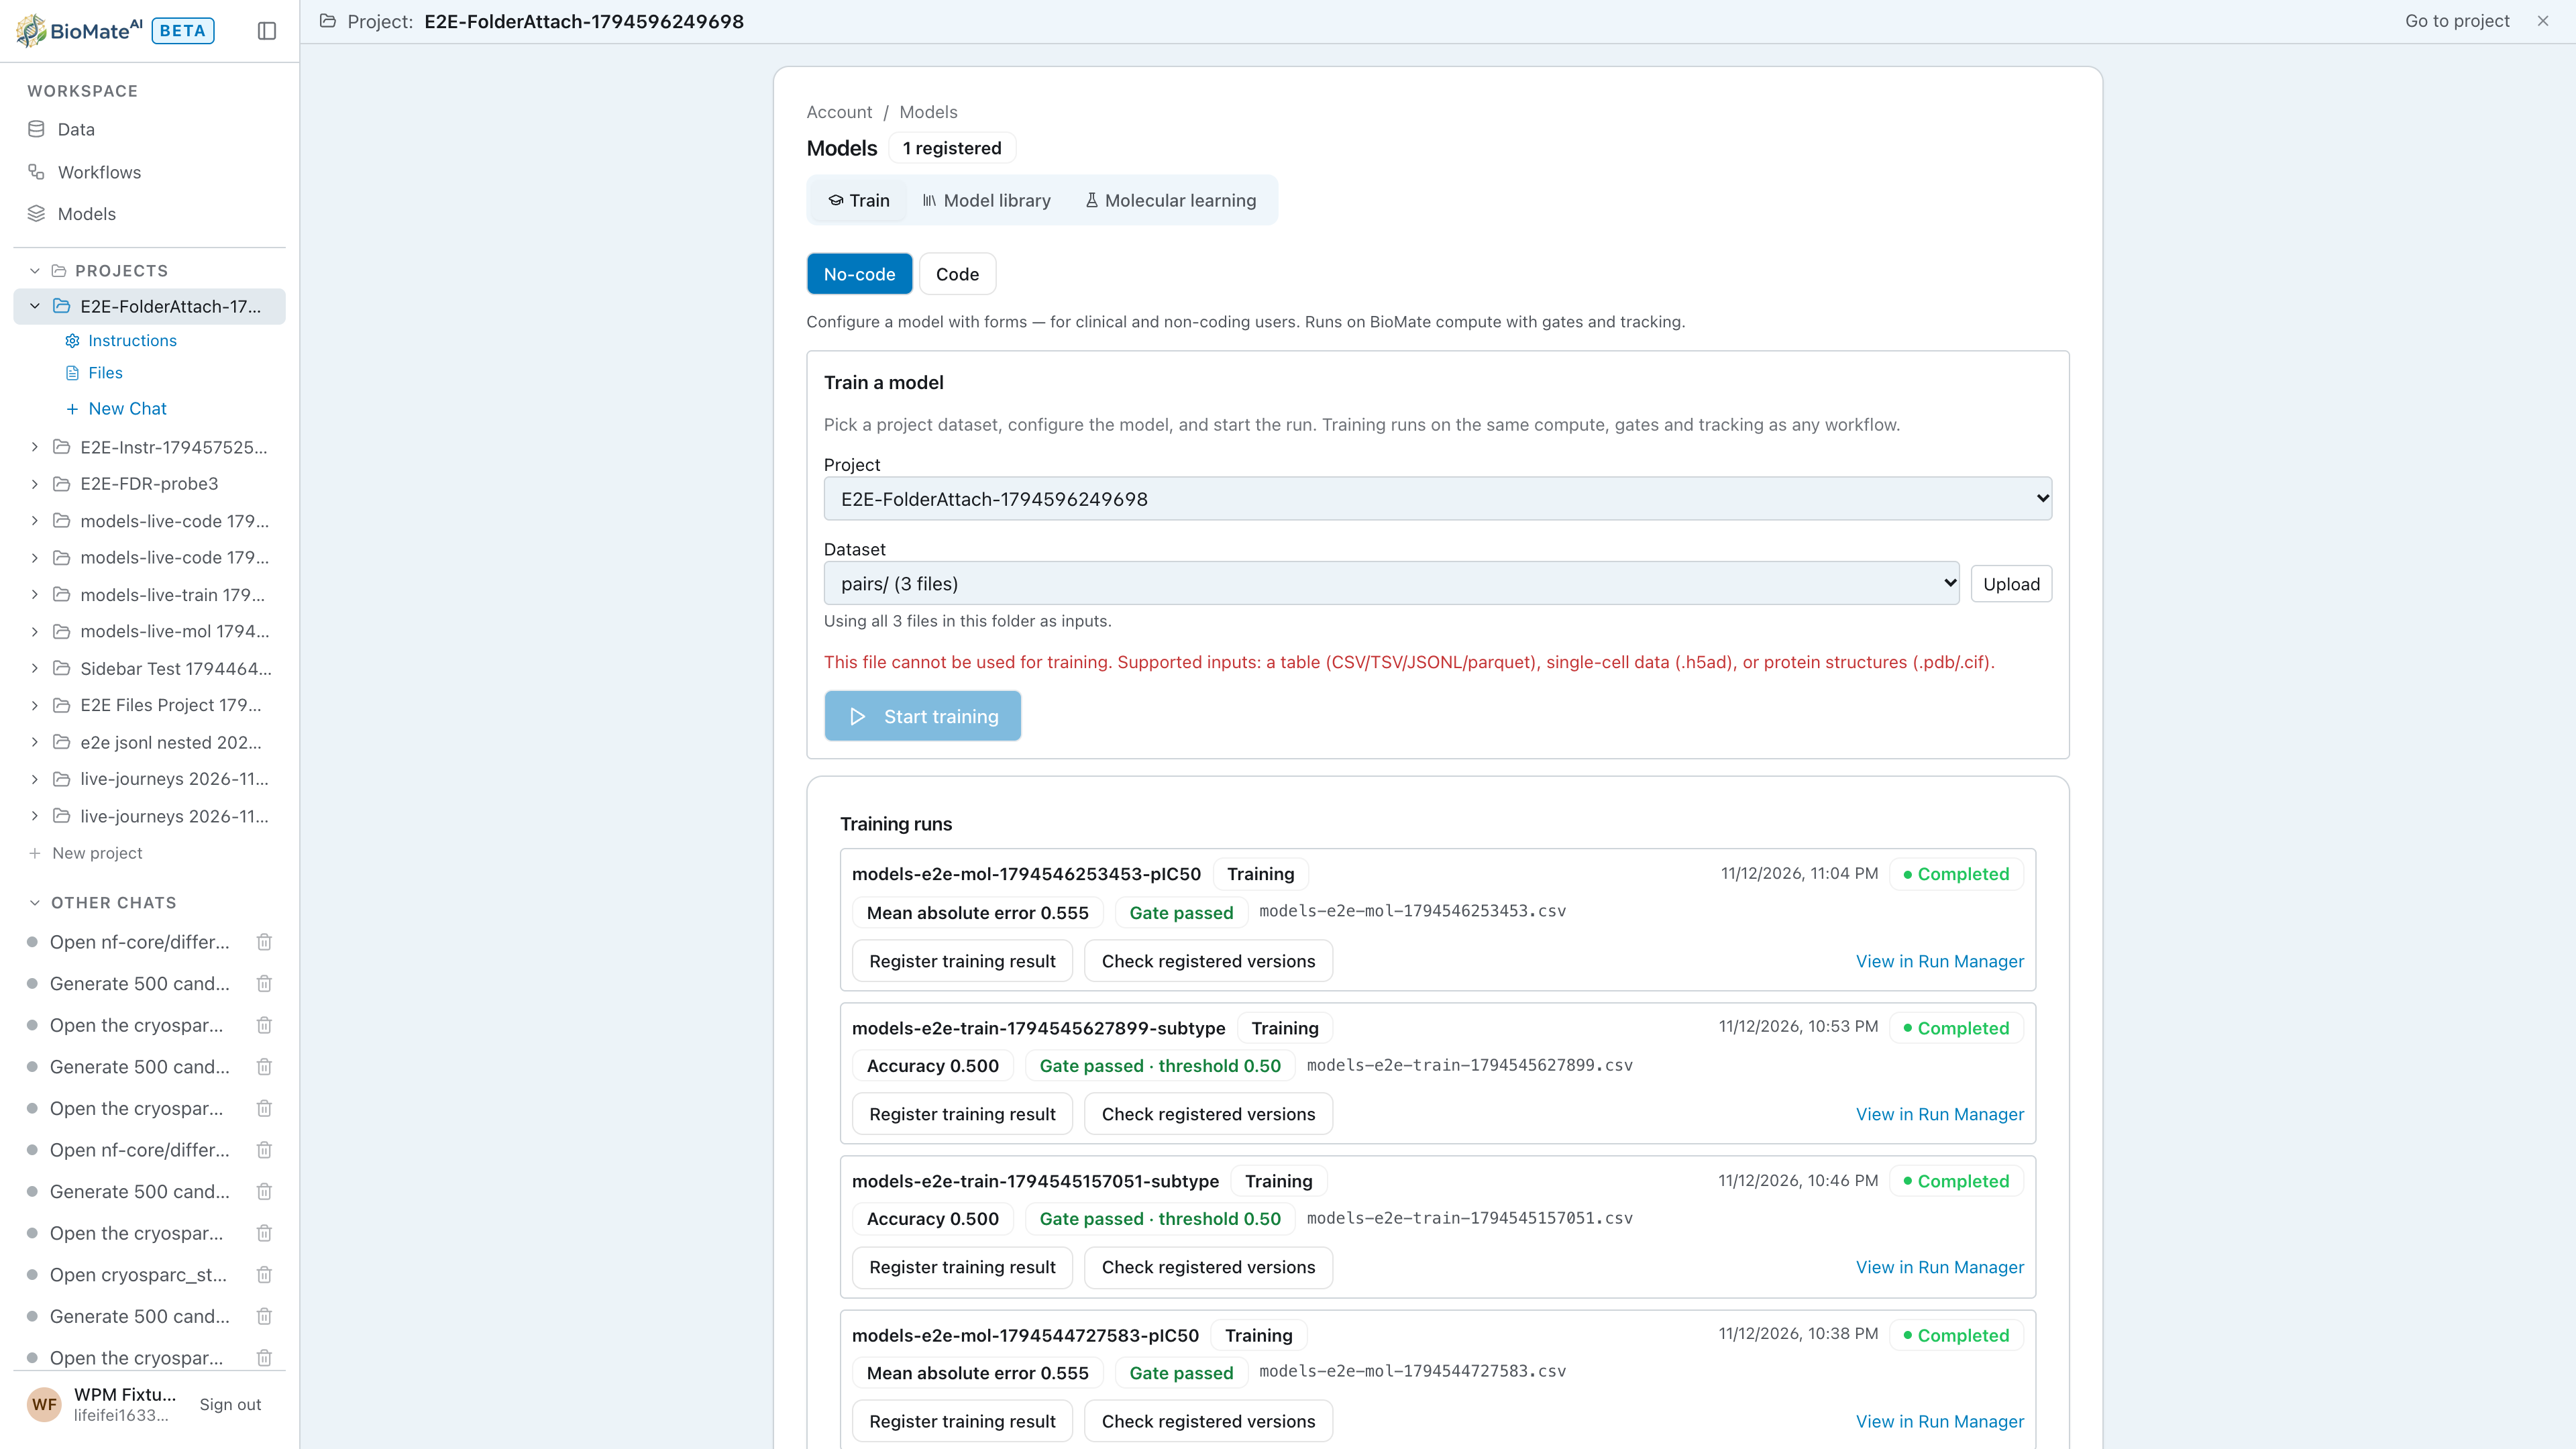 BioMate AI BETA
WORKSPACE
Data
Workflows
Models
PROJECTS
E2E-FolderAttach-17...
Instructions
Files
+ New Chat
E2E-Instr-179457525...
E2E-FDR-probe3
models-live-code 179...
models-live-code 179...
models-live-train 179...
models-live-mol 1794...
Sidebar Test 1794464...
E2E Files Project 179...
e2e jsonl nested 202...
live-journeys 2026-11...
live-journeys 2026-11...
+ New project
OTHER CHATS
Open nf-core/differ...
Generate 500 cand...
Open the cryospar...
Generate 500 cand...
Open the cryospar...
Open nf-core/differ...
Generate 500 cand...
Open the cryospar...
Open cryosparc_st...
Generate 500 cand...
Open the cryospar...
WF
WPM Fixtu...
lifeifei1633...
Sign out
Project: E2E-FolderAttach-1794596249698
Go to project
Account / Models
Models 1 registered
Train Model library Molecular learning
No-code Code
Configure a model with forms — for clinical and non-coding users. Runs on BioMate compute with gates and tracking.
Train a model
Pick a project dataset, configure the model, and start the run. Training runs on the same compute, gates and tracking as any workflow.
Project
E2E-FolderAttach-1794596249698
Dataset
pairs/ (3 files)
Upload
Using all 3 files in this folder as inputs.
This file cannot be used for training. Supported inputs: a table (CSV/TSV/JSONL/parquet), single-cell data (.h5ad), or protein structures (.pdb/.cif).
Start training
Training runs
models-e2e-mol-1794546253453-pIC50 Training 11/12/2026, 11:04 PM Completed
Mean absolute error 0.555 Gate passed models-e2e-mol-1794546253453.csv
Register training result Check registered versions View in Run Manager
models-e2e-train-1794545627899-subtype Training 11/12/2026, 10:53 PM Completed
Accuracy 0.500 Gate passed · threshold 0.50 models-e2e-train-1794545627899.csv
Register training result Check registered versions View in Run Manager
models-e2e-train-1794545157051-subtype Training 11/12/2026, 10:46 PM Completed
Accuracy 0.500 Gate passed · threshold 0.50 models-e2e-train-1794545157051.csv
Register training result Check registered versions View in Run Manager
models-e2e-mol-1794544727583-pIC50 Training 11/12/2026, 10:38 PM Completed
Mean absolute error 0.555 Gate passed models-e2e-mol-1794544727583.csv
Register training result Check registered versions View in Run Manager